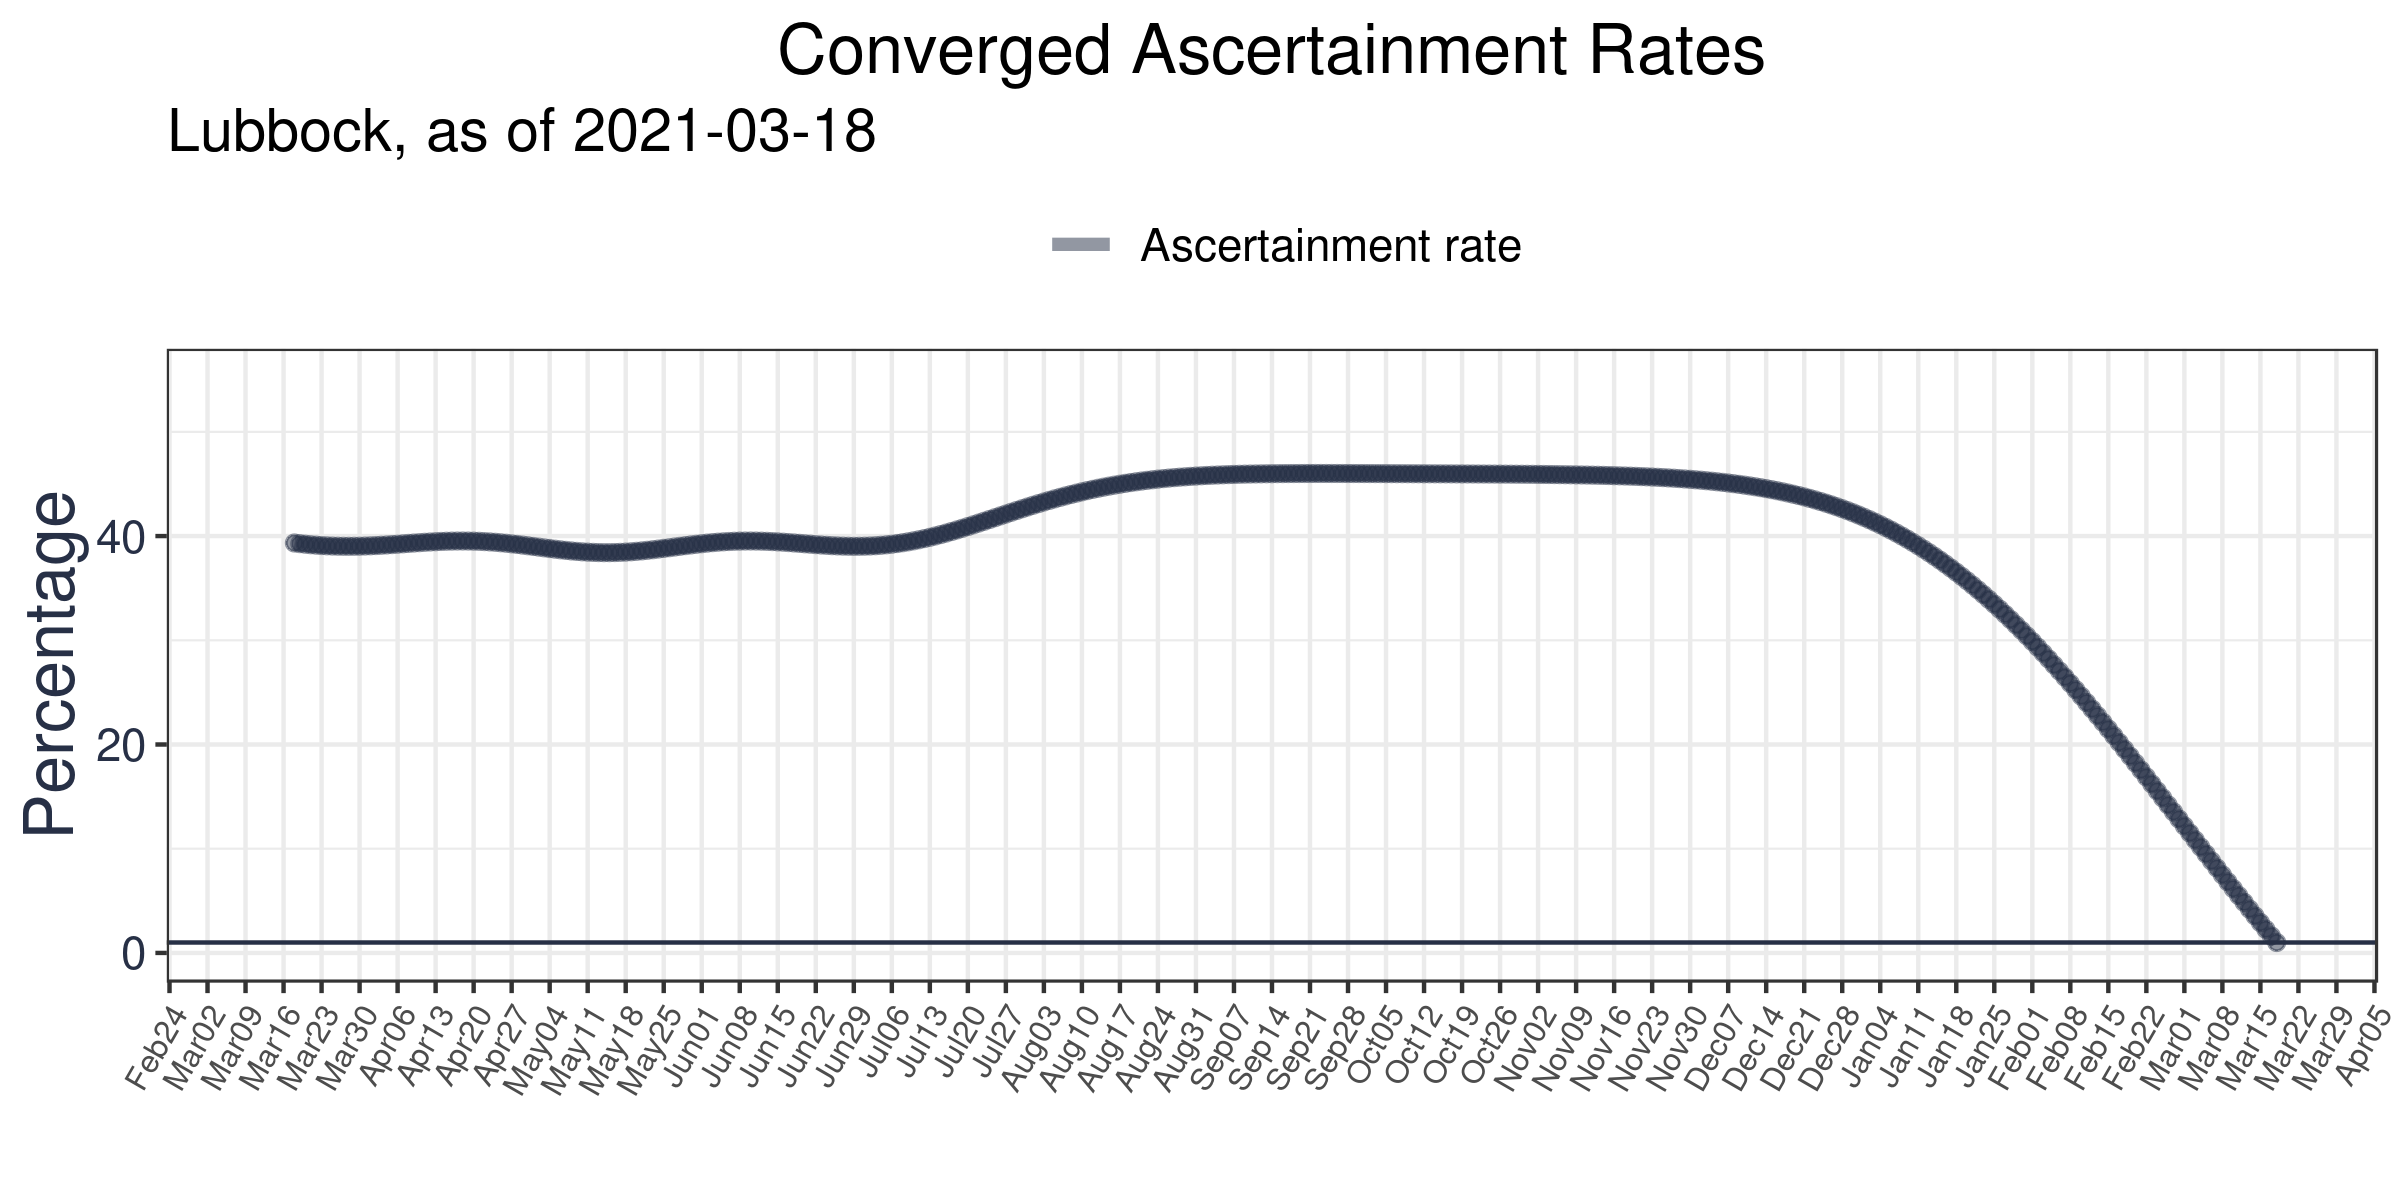 Converged Ascertainment Rates
Lubbock, as of 2021-03-18
Ascertainment rate
Percentage
40
20
0
Feb24
Mar02
Mar09
Mar16
Mar23
Mar30
Apr06
Apr13
Apr20
Apr27
May04
May11
May18
May25
Jun01
Jun08
Jun15
Jun22
Jun29
Jul06
Jul13
Jul20
Jul27
Aug03
Aug10
Aug17
Aug24
Aug31
Sep07
Sep14
Sep21
Sep28
Oct05
Oct12
Oct19
Oct26
Nov02
Nov09
Nov16
Nov23
Nov30
Dec07
Dec14
Dec21
Dec28
Jan04
Jan11
Jan18
Jan25
Feb01
Feb08
Feb15
Feb22
Mar01
Mar08
Mar15
Mar22
Mar29
Apr05